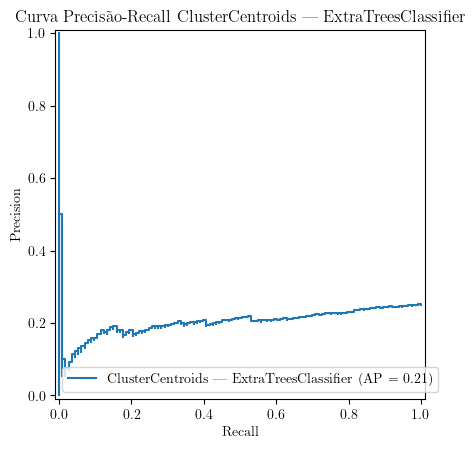 Curva Precisão-Recall ClusterCentroids — ExtraTreesClassifier
1.0
0.8
0.6
0.4
0.2
0.0
Precision
ClusterCentroids — ExtraTreesClassifier (AP = 0.21)
0.0 0.2 0.4 0.6 0.8 1.0
Recall